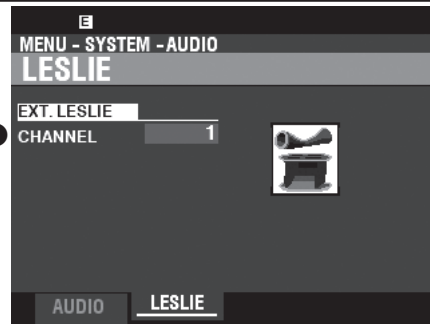 E
MENU - SYSTEM - AUDIO
LESLIE
EXT. LESLIE
CHANNEL 1
AUDIO LESLIE